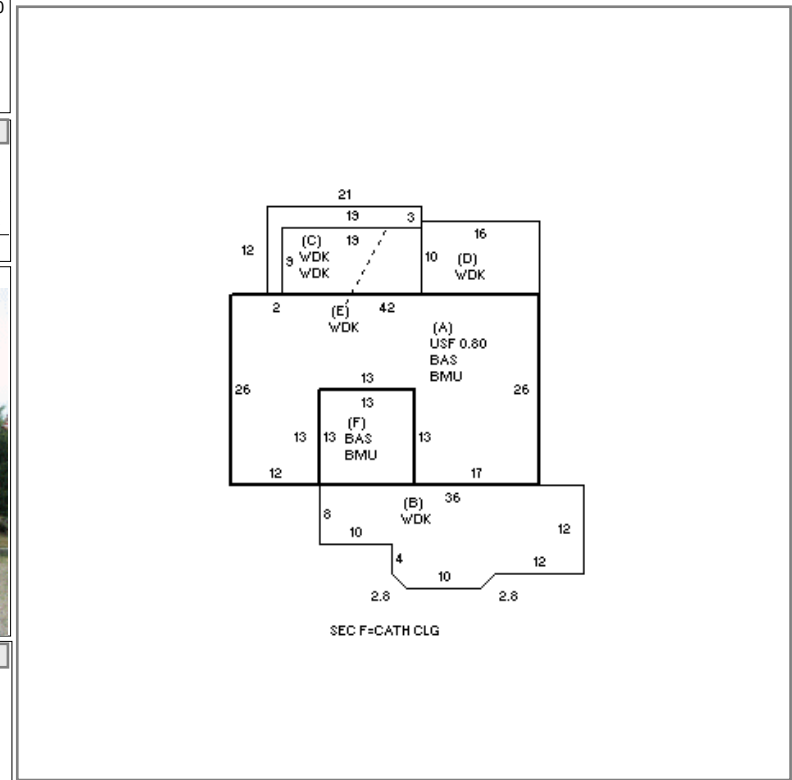 21
19 3
(C) 19 16
12 WDK 10 (D)
9 WDK WDK
2 (E) 42
WDK (A)
USF 0.80
BAS
BMU
13
26 13 26
(F)
13 13 BAS 13
BMU
12 17
(B) 36
8 WDK
10 12
4 12
10
2.8 2.8
SEC F=CATH CLG